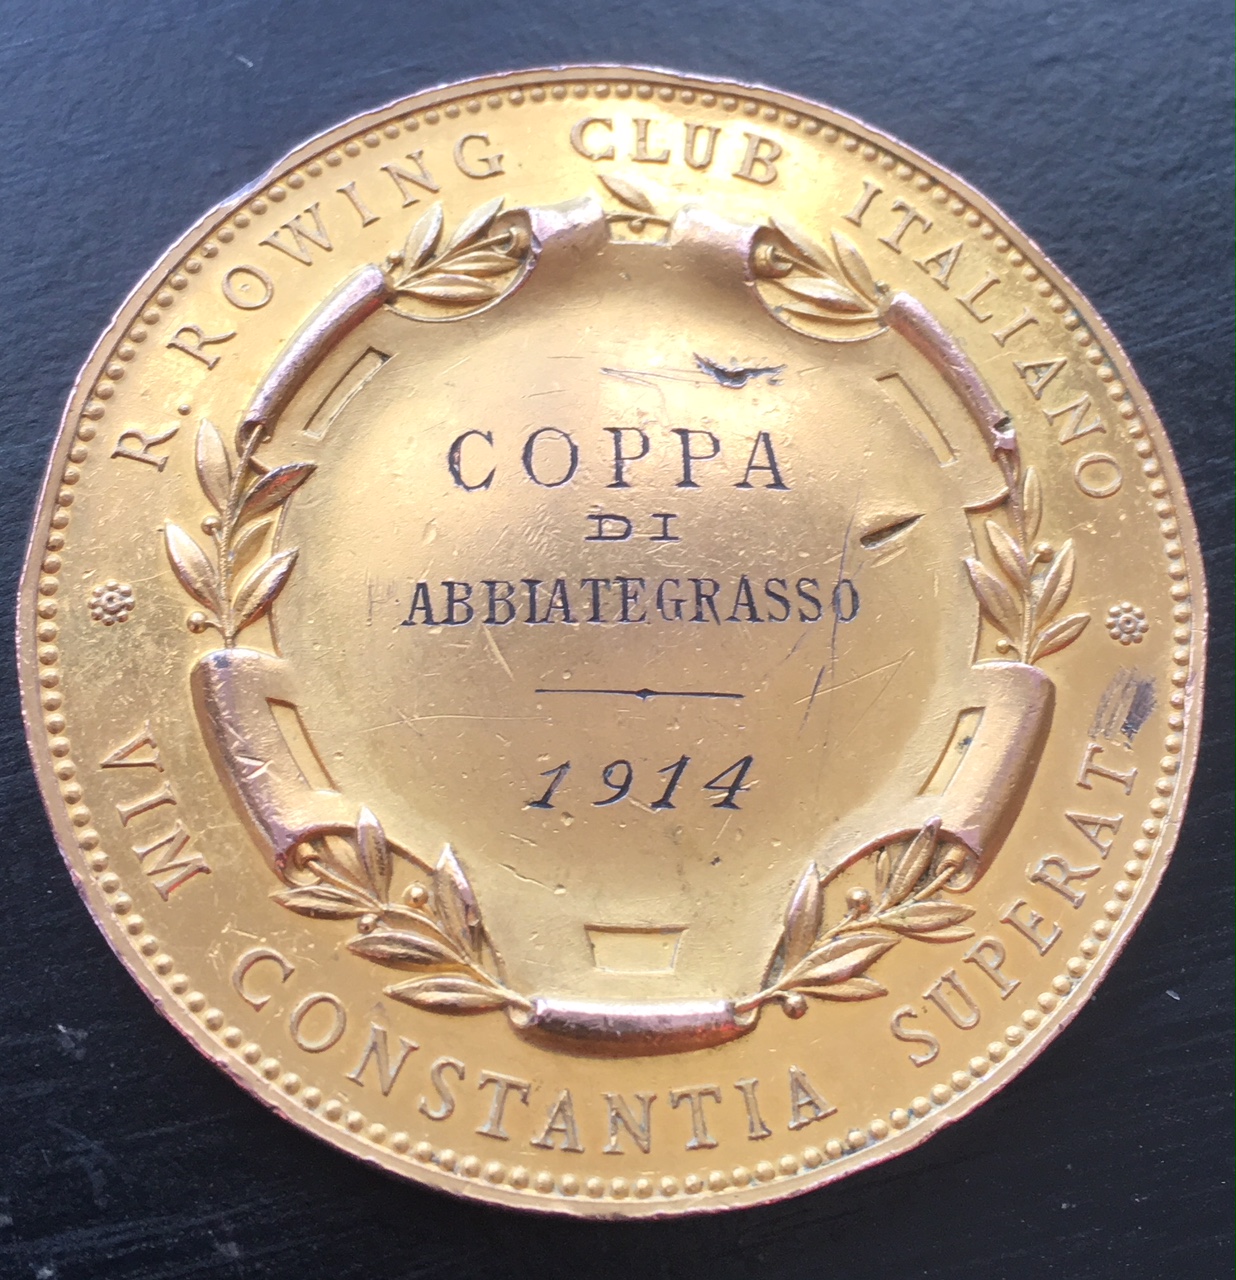 R. ROWING CLUB ITALIANO
COPPA
DI
ABBIATEGRASSO
1914
VIM CONSTANTIA SUPERAT